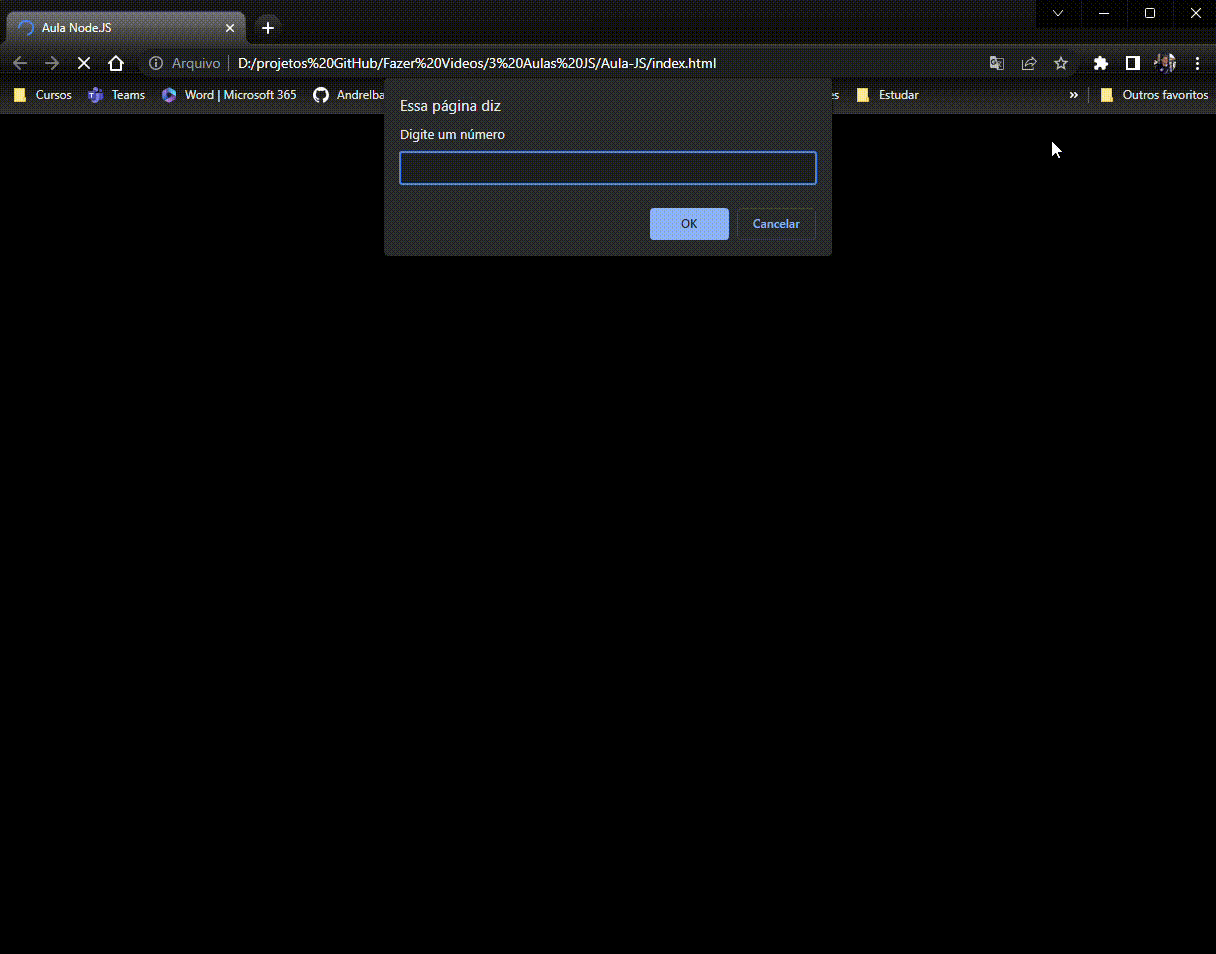 Aula NodeJS
Arquivo
D:/projetos%20GitHub/Fazer%20Videos/3%20Aulas%20JS/Aula-JS/index.html
Cursos
Teams
Word | Microsoft 365
Andrelba
es
Estudar
»
Outros favoritos
Essa página diz
Digite um número
OK
Cancelar